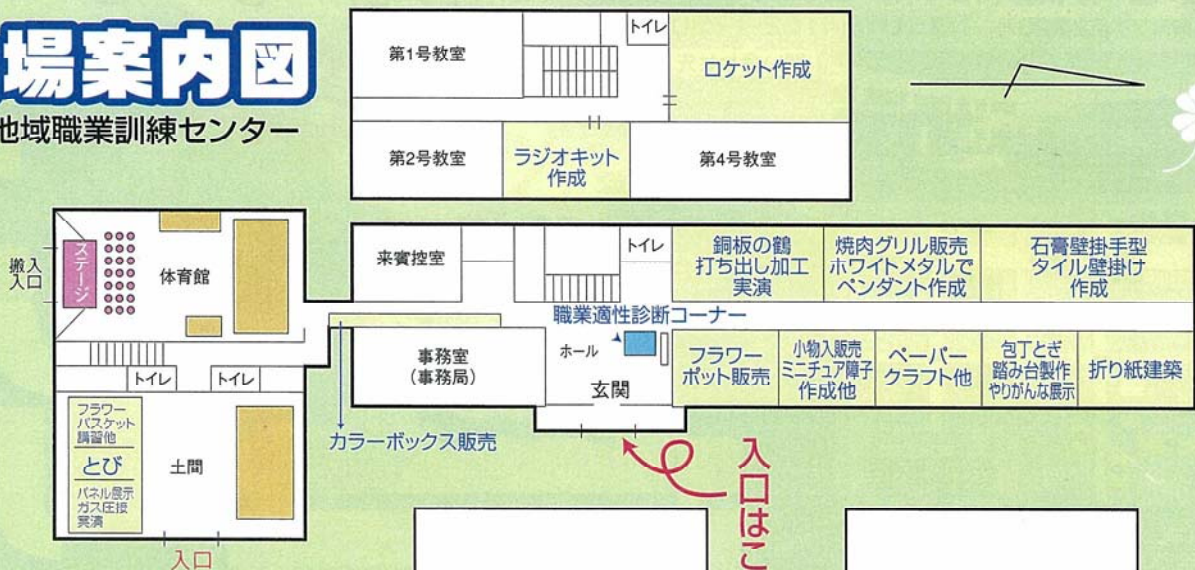 場案内図
地域職業訓練センター
第1号教室
トイレ
ロケット作成
第2号教室
ラジオキット
作成
第4号教室
搬入
入口
ステージ
体育館
来賓控室
トイレ
銅板の鶴
打ち出し加工
実演
焼肉グリル販売
ホワイトメタルで
ペンダント作成
石膏壁掛手型
タイル壁掛け
作成
職業適性診断コーナー
事務室
(事務局)
ホール
玄関
フラワー
ポット販売
小物入販売
ミニチュア障子
作成他
ペーパー
クラフト他
包丁とぎ
踏み台製作
やりがんな展示
折り紙建築
トイレ
トイレ
フラワー
バスケット
講習他
とび
パネル展示
ガス圧接
実演
土間
カラーボックス販売
入口
入口はこ